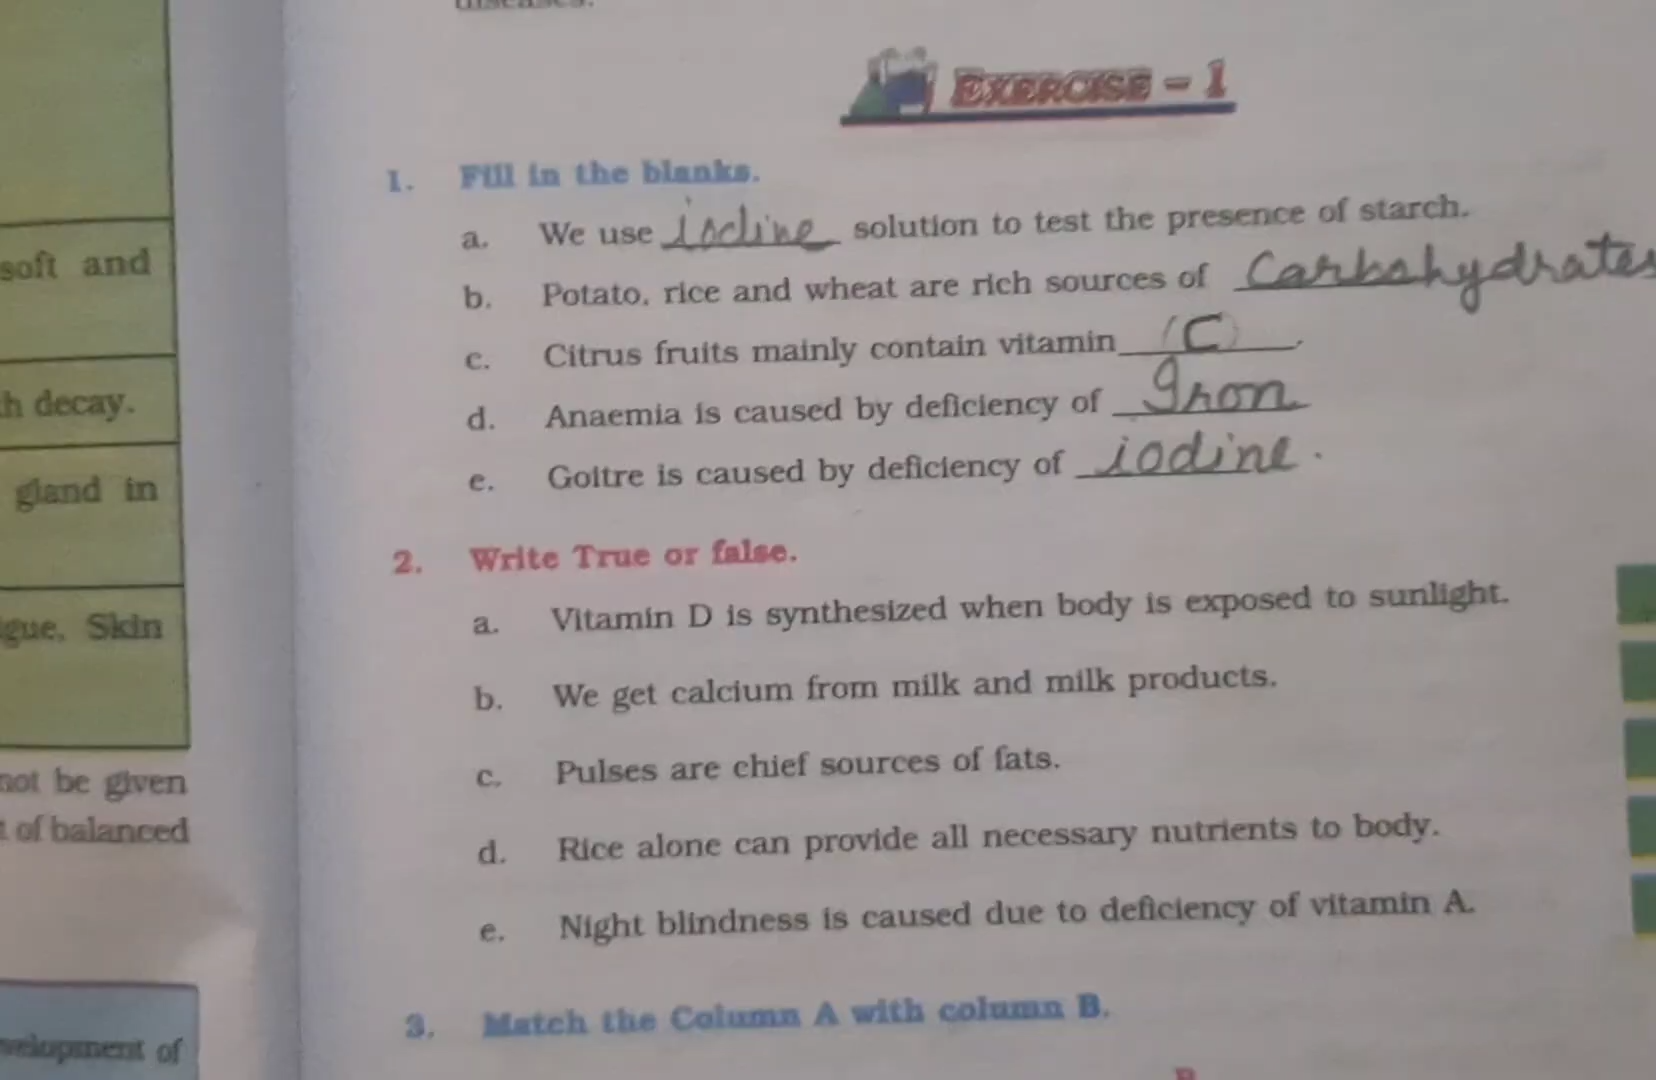 diseases.
EXERCISE – 1
soft and
h decay.
gland in
gue, Skin
not be given
t of balanced
velopment of
1. Fill in the blanks.
a. We use iodine solution to test the presence of starch.
b. Potato, rice and wheat are rich sources of Carbohydrates
c. Citrus fruits mainly contain vitamin (C).
d. Anaemia is caused by deficiency of Iron
e. Goitre is caused by deficiency of iodine.
2. Write True or false.
a. Vitamin D is synthesized when body is exposed to sunlight.
b. We get calcium from milk and milk products.
c. Pulses are chief sources of fats.
d. Rice alone can provide all necessary nutrients to body.
e. Night blindness is caused due to deficiency of vitamin A.
3. Match the Column A with column B.
B